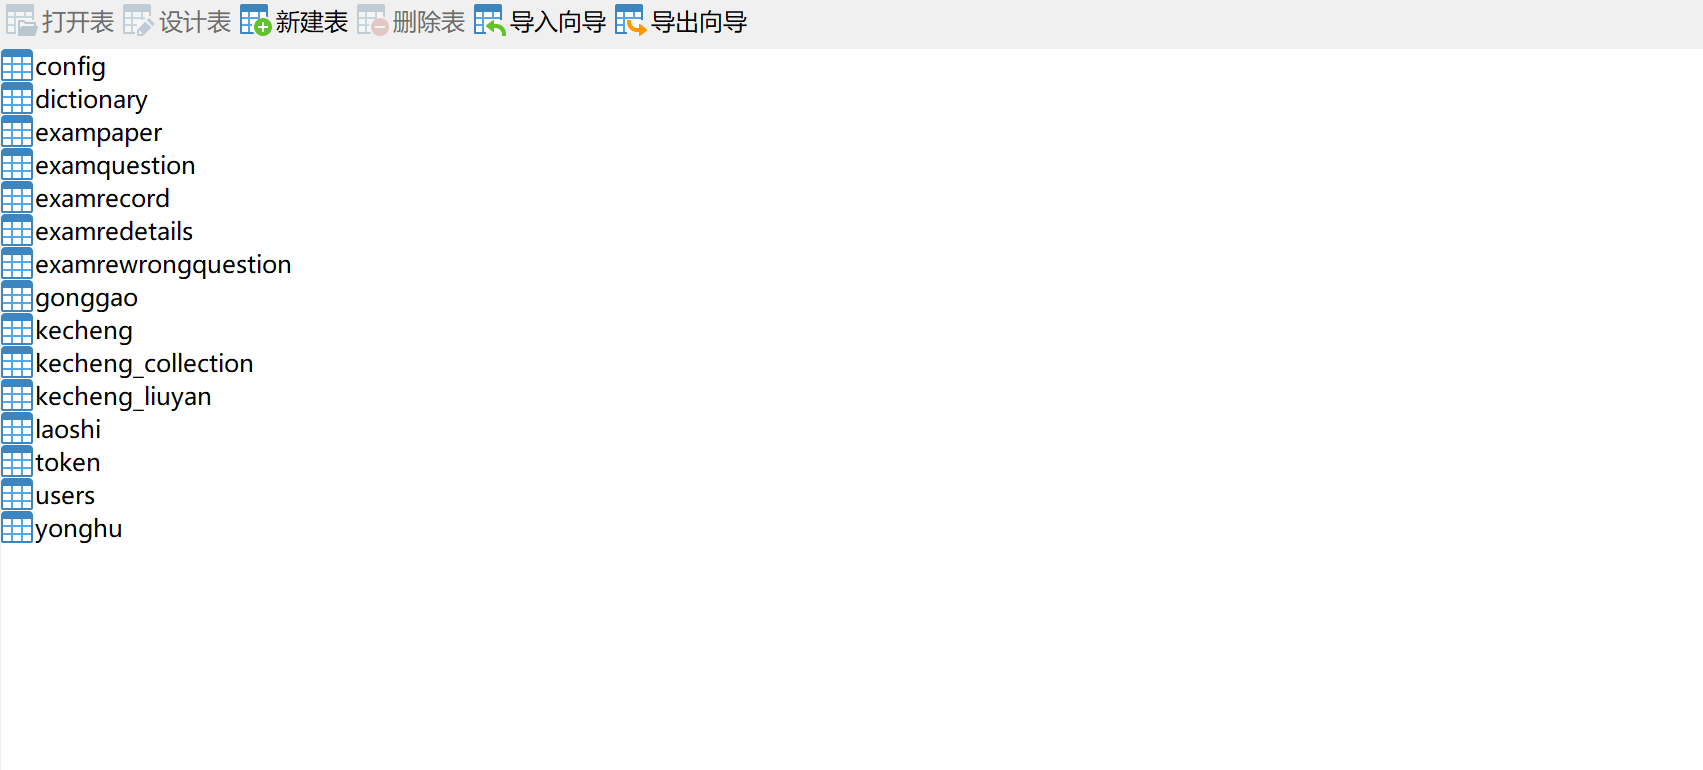 打开表 设计表 新建表 删除表 导入向导 导出向导
config
dictionary
exampaper
examquestion
examrecord
examredetails
examrewrongquestion
gonggao
kecheng
kecheng_collection
kecheng_liuyan
laoshi
token
users
yonghu